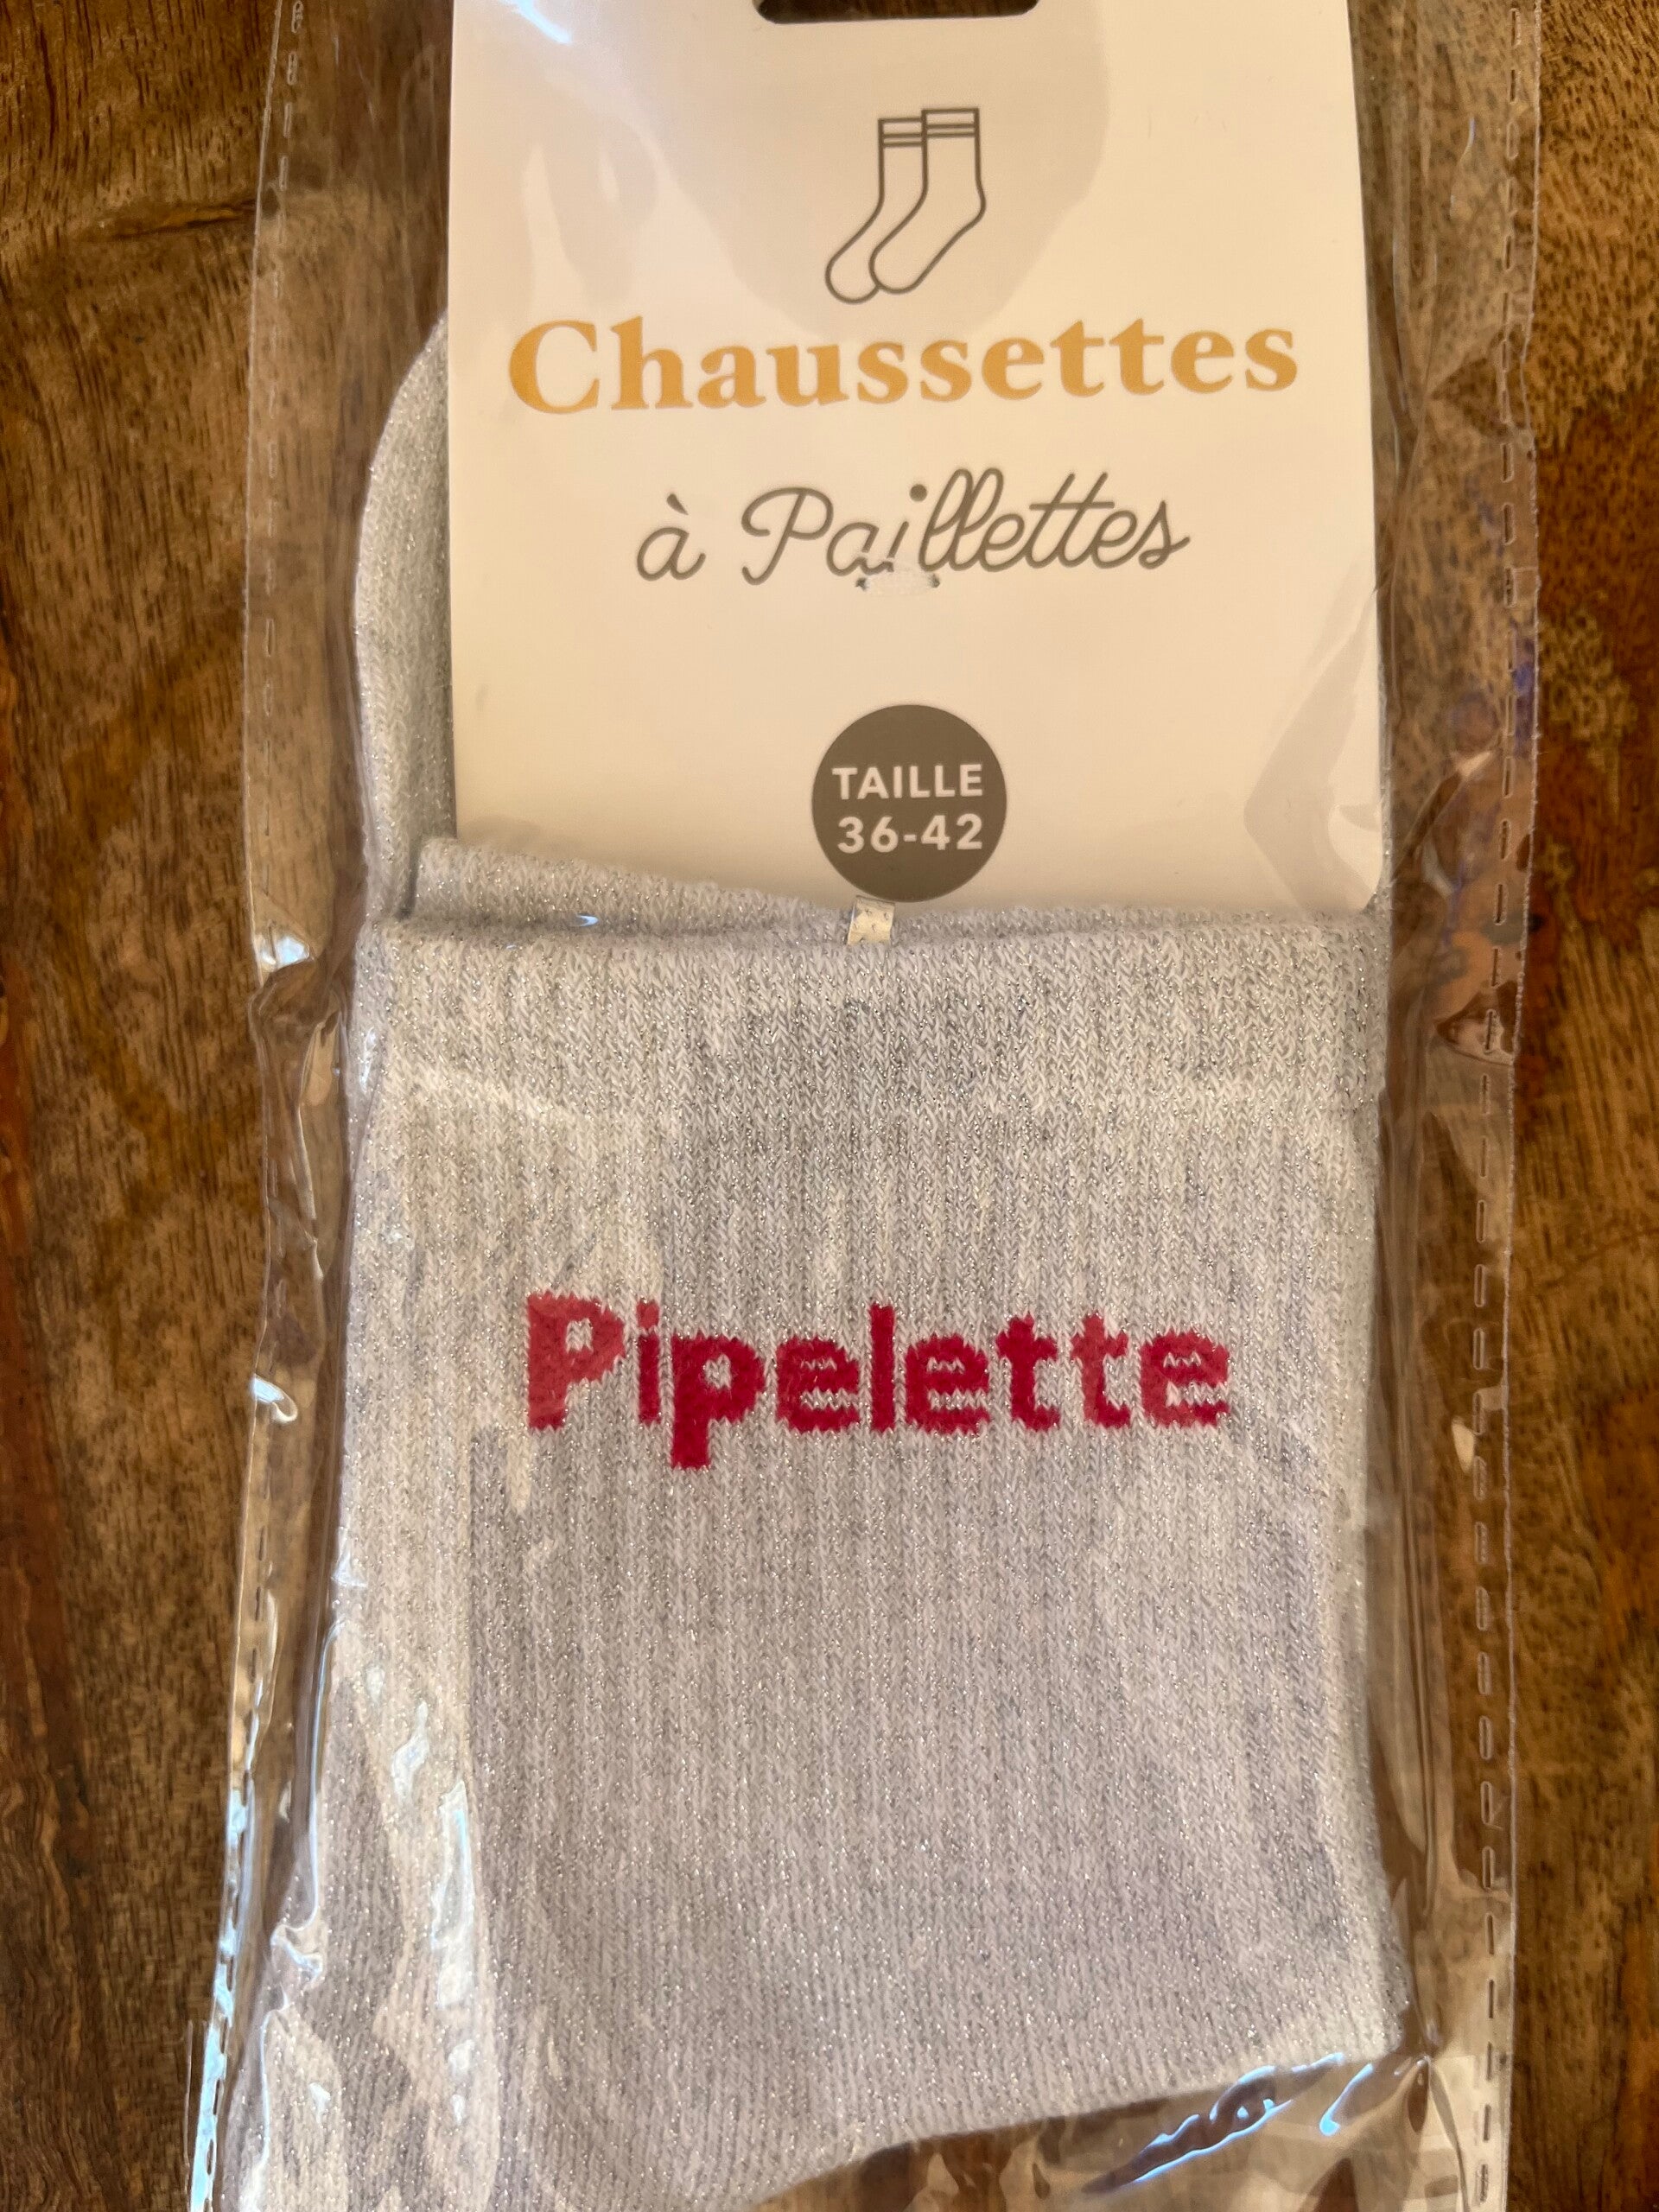 Chaussettes
à Paillettes
TAILLE
36-42
Pipelette